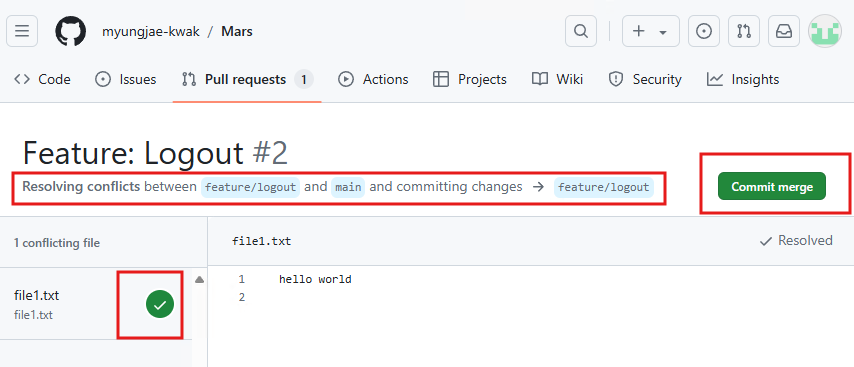 myungjae-kwak / Mars
Code Issues Pull requests 1 Actions Projects Wiki Security Insights
Feature: Logout #2
Resolving conflicts between feature/logout and main and committing changes → feature/logout
Commit merge
1 conflicting file
file1.txt
Resolved
file1.txt
file1.txt
1 hello world
2